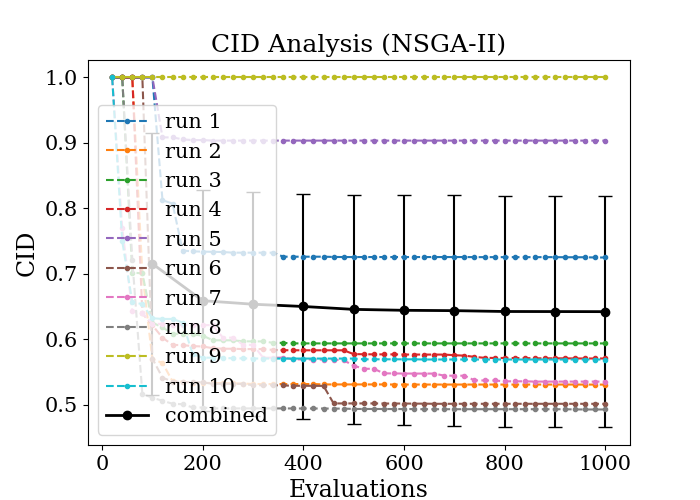 CID Analysis (NSGA-II)
1.0
0.9
0.8
0.7
0.6
0.5
CID
run 1
run 2
run 3
run 4
run 5
run 6
run 7
run 8
run 9
run 10
combined
0
200
400
600
800
1000
Evaluations